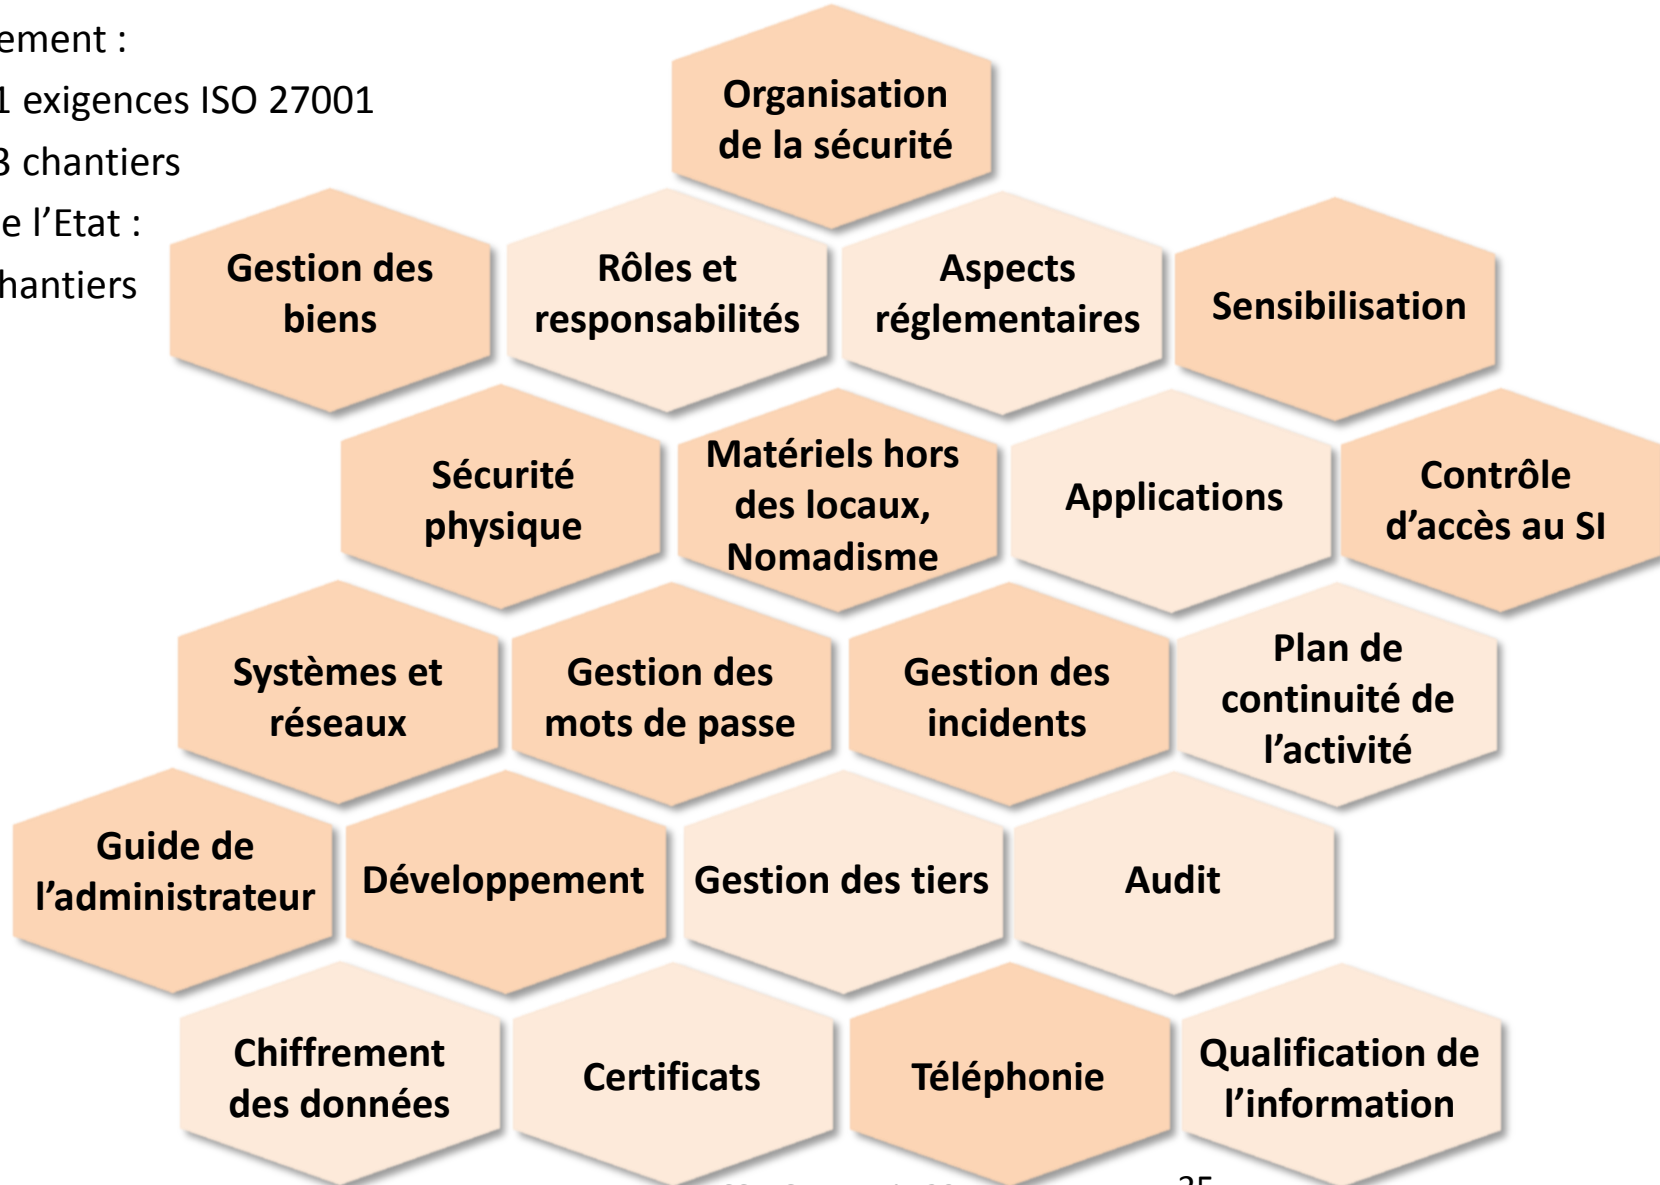 ement :
1 exigences ISO 27001
3 chantiers
e l’Etat :
hantiers
Organisation
de la sécurité
Gestion des
biens
Rôles et
responsabilités
Aspects
réglementaires
Sensibilisation
Sécurité
physique
Matériels hors
des locaux,
Nomadisme
Applications
Contrôle
d’accès au SI
Systèmes et
réseaux
Gestion des
mots de passe
Gestion des
incidents
Plan de
continuité de
l’activité
Guide de
l’administrateur
Développement
Gestion des tiers
Audit
Chiffrement
des données
Certificats
Téléphonie
Qualification de
l’information